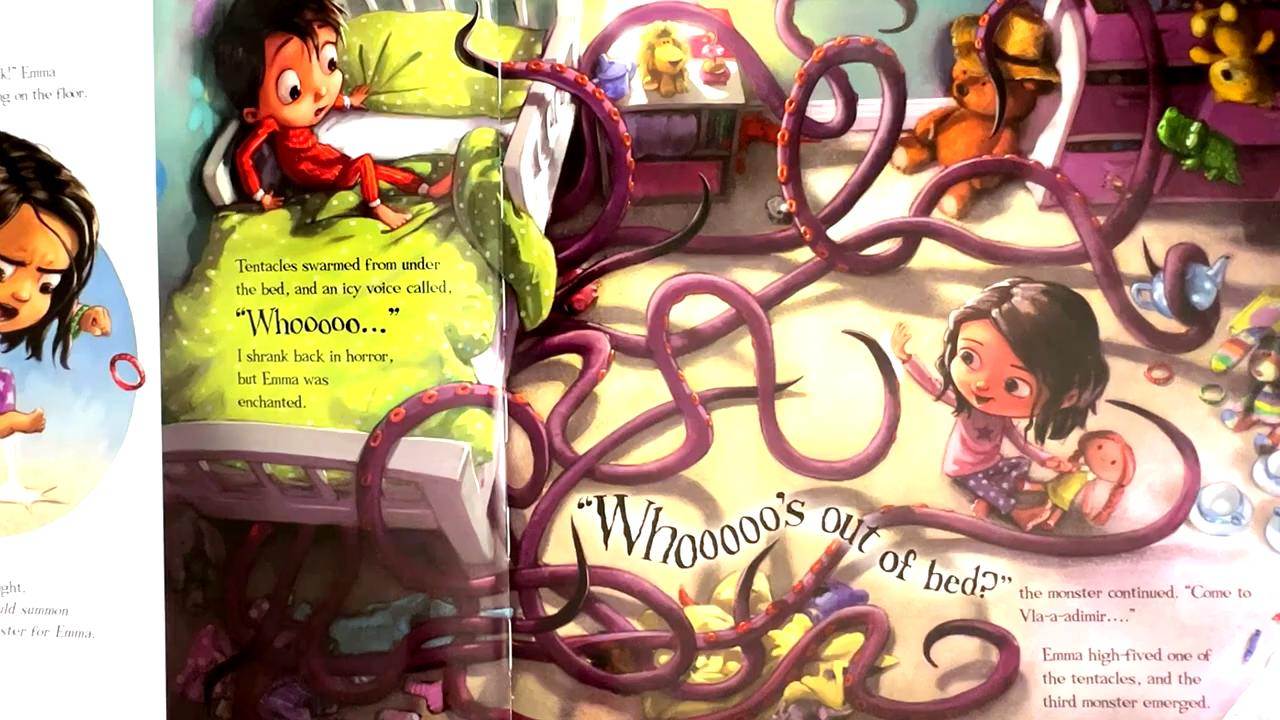 k!” Emma
ng on the floor.
ght.
uld summon
ster for Emma.
Tentacles swarmed from under
the bed, and an icy voice called,
“Whooooo...”
I shrank back in horror,
but Emma was
enchanted.
“Whooooo’s out of bed?” the monster continued. “Come to
Vla-a-adimir....”
Emma high-fived one of
the tentacles, and the
third monster emerged.